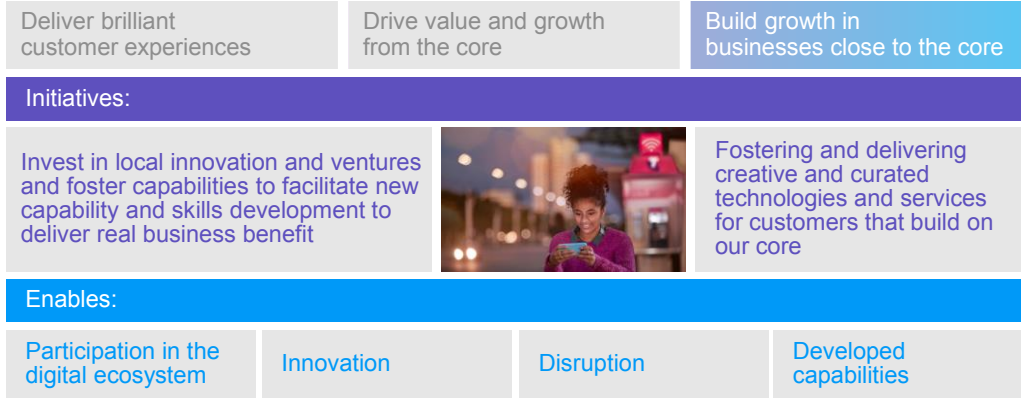 Deliver brilliant
customer experiences
Drive value and growth
from the core
Build growth in
businesses close to the core
Initiatives:
Invest in local innovation and ventures
and foster capabilities to facilitate new
capability and skills development to
deliver real business benefit
Fostering and delivering
creative and curated
technologies and services
for customers that build on
our core
Enables:
Participation in the
digital ecosystem
Innovation
Disruption
Developed
capabilities